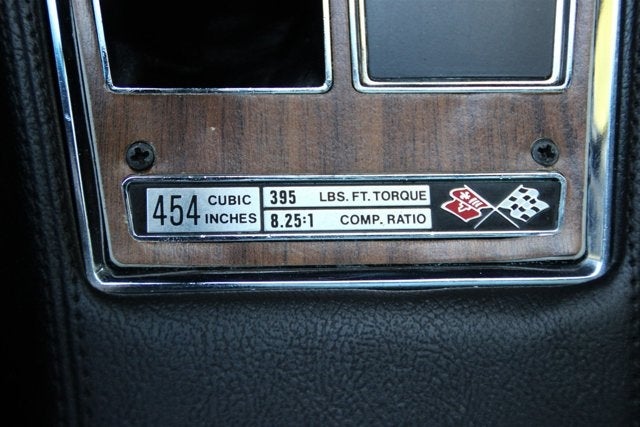 454 CUBIC INCHES
395 LBS. FT. TORQUE
8.25:1 COMP. RATIO